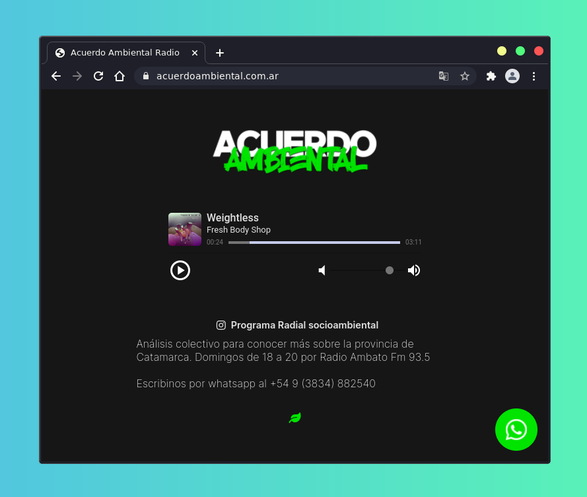 Acuerdo Ambiental Radio
acuerdoambiental.com.ar
ACUERDO
AMBIENTAL
Weightless
Fresh Body Shop
00:24 03:11
Programa Radial socioambiental
Análisis colectivo para conocer más sobre la provincia de
Catamarca. Domingos de 18 a 20 por Radio Ambato Fm 93.5
Escribinos por whatsapp al +54 9 (3834) 882540